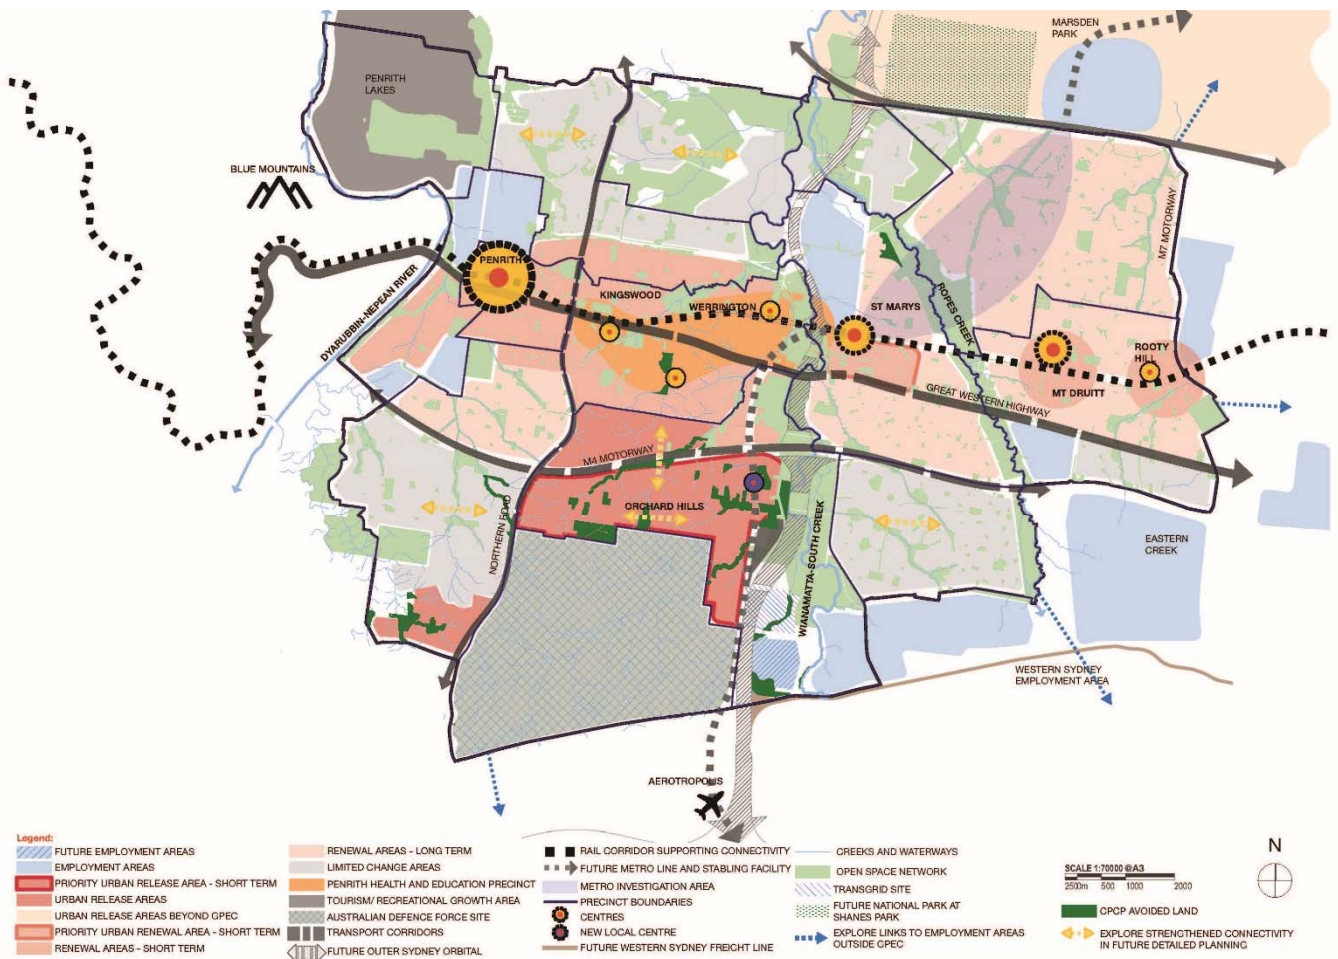 MARSDEN
PARK
PENRITH
LAKES
BLUE MOUNTAINS
M7 MOTORWAY
PENRITH
DYARUBBIN-NEPEAN RIVER
KINGSWOOD
WERRINGTON
ST MARYS
ROPES CREEK
ROOTY
HILL
MT DRUITT
GREAT WESTERN HIGHWAY
M4 MOTORWAY
NORTHERN ROAD
ORCHARD HILLS
WIANAMATTA-SOUTH CREEK
EASTERN
CREEK
WESTERN SYDNEY
EMPLOYMENT AREA
AEROTROPOLIS
Legend:
FUTURE EMPLOYMENT AREAS
EMPLOYMENT AREAS
PRIORITY URBAN RELEASE AREA - SHORT TERM
URBAN RELEASE AREAS
URBAN RELEASE AREAS BEYOND GPEC
PRIORITY URBAN RENEWAL AREA - SHORT TERM
RENEWAL AREAS - SHORT TERM
RENEWAL AREAS - LONG TERM
LIMITED CHANGE AREAS
PENRITH HEALTH AND EDUCATION PRECINCT
TOURISM/ RECREATIONAL GROWTH AREA
AUSTRALIAN DEFENCE FORCE SITE
TRANSPORT CORRIDORS
FUTURE OUTER SYDNEY ORBITAL
RAIL CORRIDOR SUPPORTING CONNECTIVITY
FUTURE METRO LINE AND STABLING FACILITY
METRO INVESTIGATION AREA
PRECINCT BOUNDARIES
CENTRES
NEW LOCAL CENTRE
FUTURE WESTERN SYDNEY FREIGHT LINE
CREEKS AND WATERWAYS
OPEN SPACE NETWORK
TRANSGRID SITE
FUTURE NATIONAL PARK AT
SHANES PARK
EXPLORE LINKS TO EMPLOYMENT AREAS
OUTSIDE GPEC
N
SCALE 1:70000 @A3
2500m 500 1000 2000
CPCP AVOIDED LAND
EXPLORE STRENGTHENED CONNECTIVITY
IN FUTURE DETAILED PLANNING